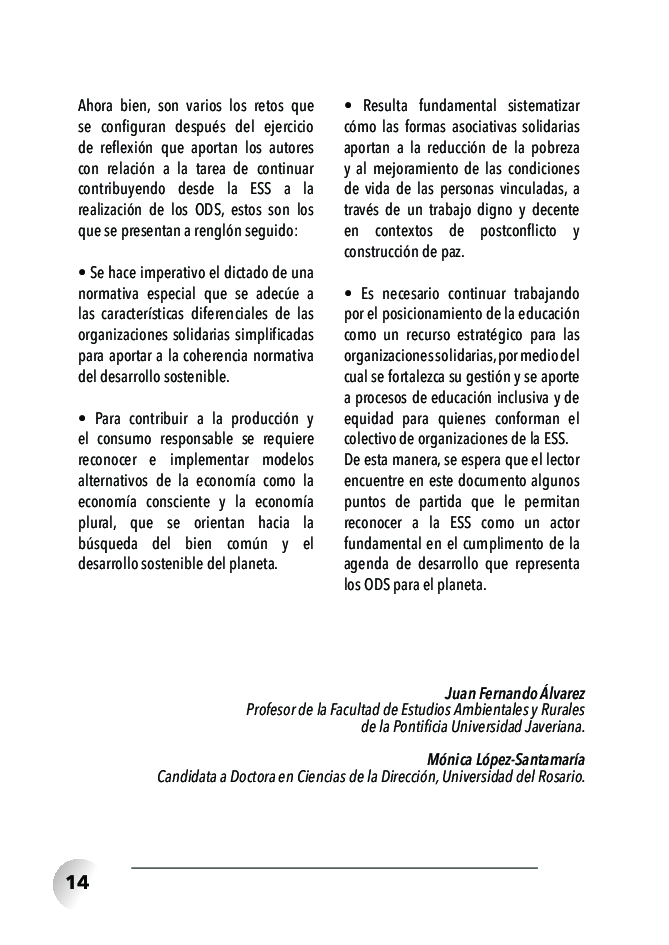 Ahora bien, son varios los retos que
se configuran después del ejercicio
de reflexión que aportan los autores
con relación a la tarea de continuar
contribuyendo desde la ESS a la
realización de los ODS, estos son los
que se presentan a renglón seguido:
• Se hace imperativo el dictado de una
normativa especial que se adecúe a
las características diferenciales de las
organizaciones solidarias simplificadas
para aportar a la coherencia normativa
del desarrollo sostenible.
• Para contribuir a la producción y
el consumo responsable se requiere
reconocer e implementar modelos
alternativos de la economía como la
economía consciente y la economía
plural, que se orientan hacia la
búsqueda del bien común y el
desarrollo sostenible del planeta.
• Resulta fundamental sistematizar
cómo las formas asociativas solidarias
aportan a la reducción de la pobreza
y al mejoramiento de las condiciones
de vida de las personas vinculadas, a
través de un trabajo digno y decente
en contextos de postconflicto y
construcción de paz.
• Es necesario continuar trabajando
por el posicionamiento de la educación
como un recurso estratégico para las
organizaciones solidarias, por medio del
cual se fortalezca su gestión y se aporte
a procesos de educación inclusiva y de
equidad para quienes conforman el
colectivo de organizaciones de la ESS.
De esta manera, se espera que el lector
encuentre en este documento algunos
puntos de partida que le permitan
reconocer a la ESS como un actor
fundamental en el cumplimento de la
agenda de desarrollo que representa
los ODS para el planeta.
Juan Fernando Álvarez
Profesor de la Facultad de Estudios Ambientales y Rurales
de la Pontificia Universidad Javeriana.
Mónica López-Santamaría
Candidata a Doctora en Ciencias de la Dirección, Universidad del Rosario.
14